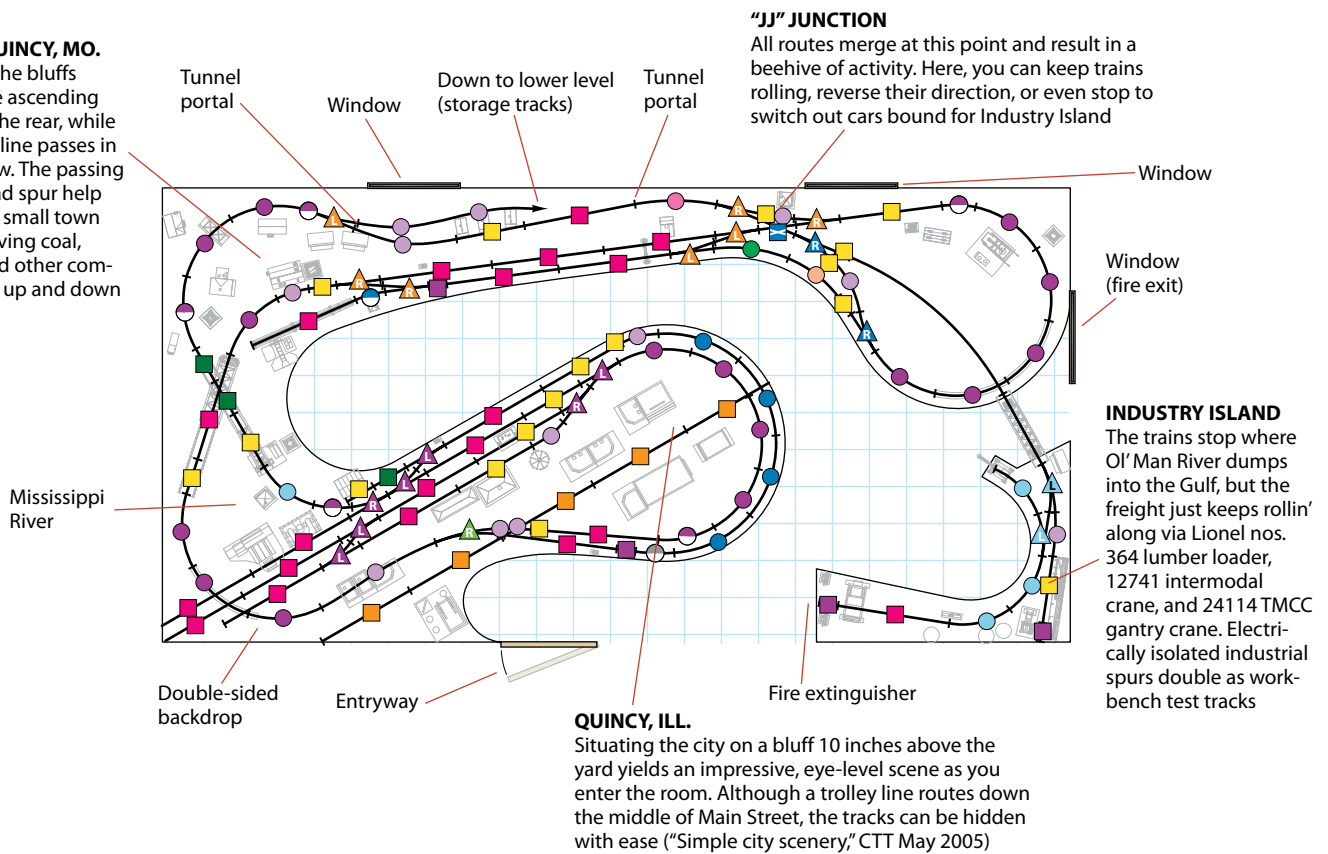 UINCY, MO.
he bluffs
e ascending
he rear, while
line passes in
w. The passing
nd spur help
small town
ving coal,
d other com-
up and down
Tunnel
portal
Window
Down to lower level
(storage tracks)
Tunnel
portal
“JJ” JUNCTION
All routes merge at this point and result in a
beehive of activity. Here, you can keep trains
rolling, reverse their direction, or even stop to
switch out cars bound for Industry Island
Window
Window
(fire exit)
L
R
L
R
R
L
R
R
R
L
R
L
L
R
L
R
L
L
R
L
L
INDUSTRY ISLAND
The trains stop where
Ol’ Man River dumps
into the Gulf, but the
freight just keeps rollin’
along via Lionel nos.
364 lumber loader,
12741 intermodal
crane, and 24114 TMCC
gantry crane. Electri-
cally isolated industrial
spurs double as work-
bench test tracks
Mississippi
River
Double-sided
backdrop
Entryway
Fire extinguisher
QUINCY, ILL.
Situating the city on a bluff 10 inches above the
yard yields an impressive, eye-level scene as you
enter the room. Although a trolley line routes down
the middle of Main Street, the tracks can be hidden
with ease (“Simple city scenery,” CTT May 2005)